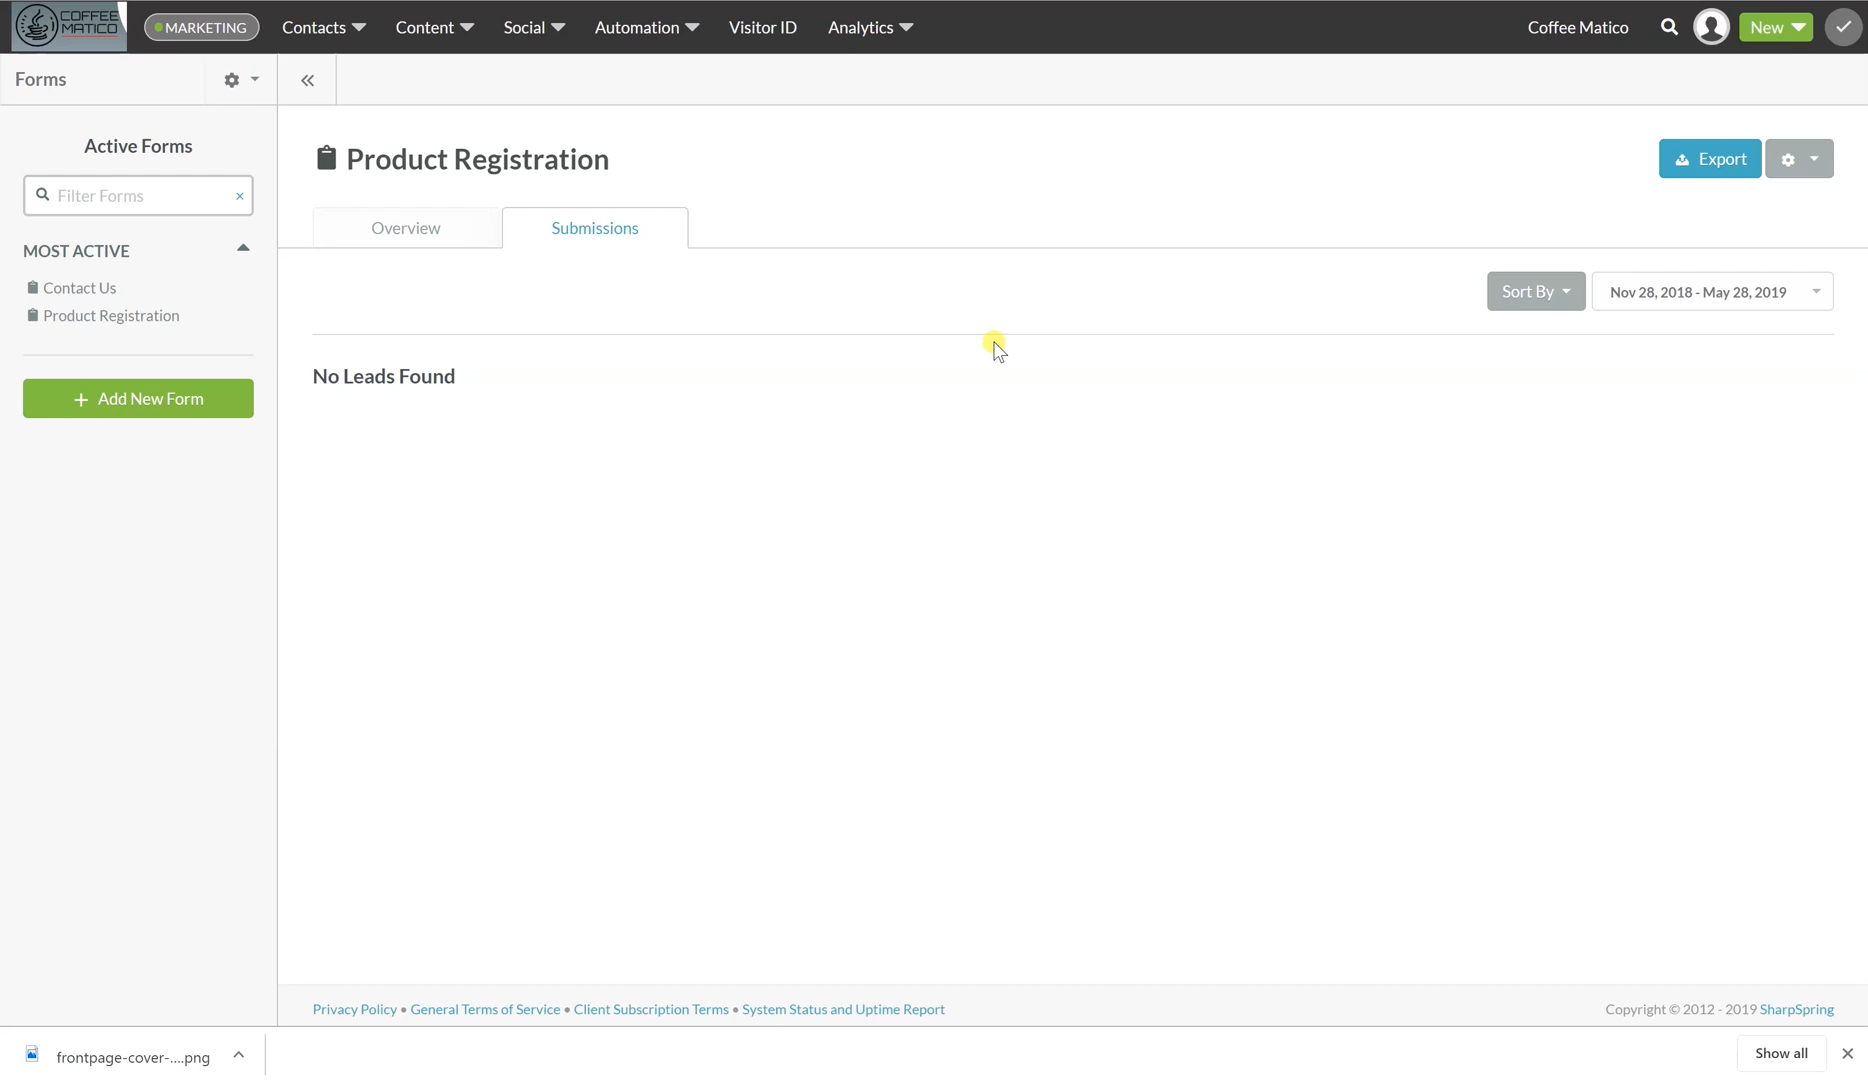 COFFEE
MATICO
MARKETING
Contacts
Content
Social
Automation
Visitor ID
Analytics
Coffee Matico
New
Forms
Active Forms
Filter Forms
×
MOST ACTIVE
Contact Us
Product Registration
+ Add New Form
Product Registration
Export
Overview
Submissions
Sort By
Nov 28, 2018 - May 28, 2019
No Leads Found
Privacy Policy • General Terms of Service • Client Subscription Terms • System Status and Uptime Report
Copyright © 2012 - 2019 SharpSpring
frontpage-cover-....png
Show all